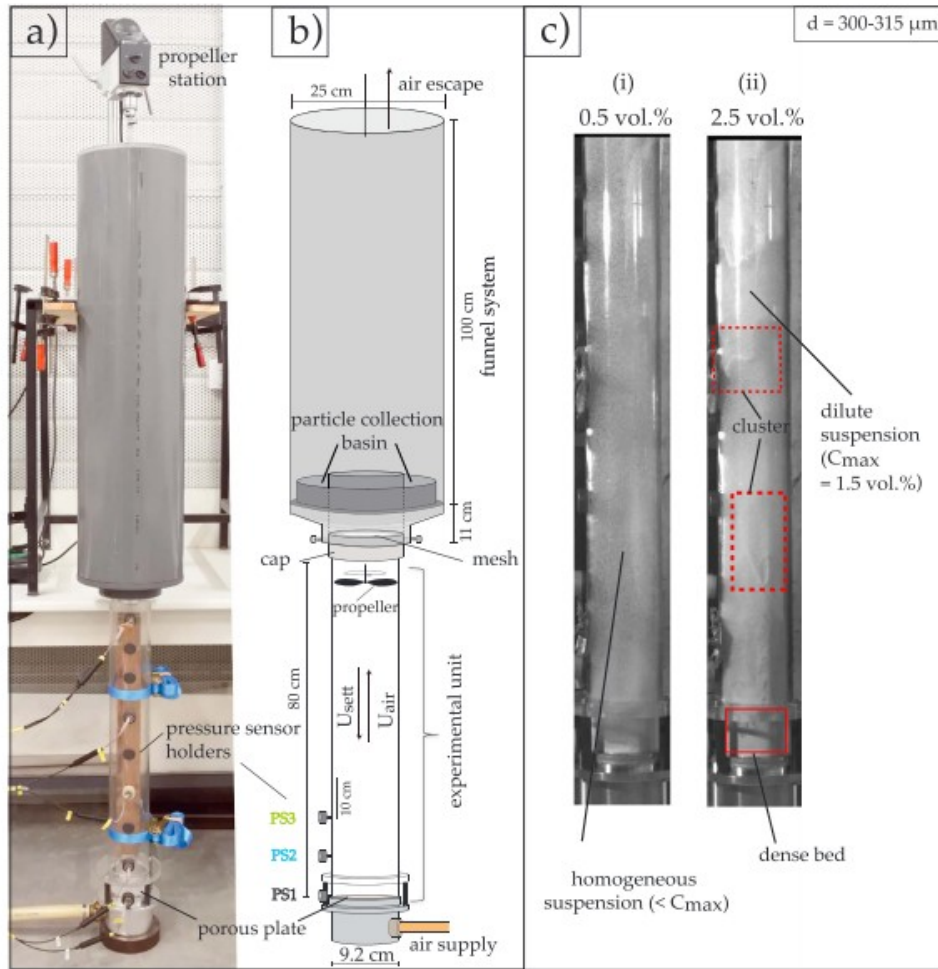 a)
propeller
station
pressure sensor
holders
porous plate
b)
air escape
25 cm
100 cm
funnel system
particle collection
basin
11 cm
cap
mesh
propeller
80 cm
Usett
Uair
experimental unit
10 cm
PS3
PS2
PS1
air supply
9.2 cm
c)
d = 300-315 µm
(i)
0.5 vol.%
(ii)
2.5 vol.%
cluster
dilute
suspension
(Cmax
= 1.5 vol.%)
dense bed
homogeneous
suspension (< Cmax)